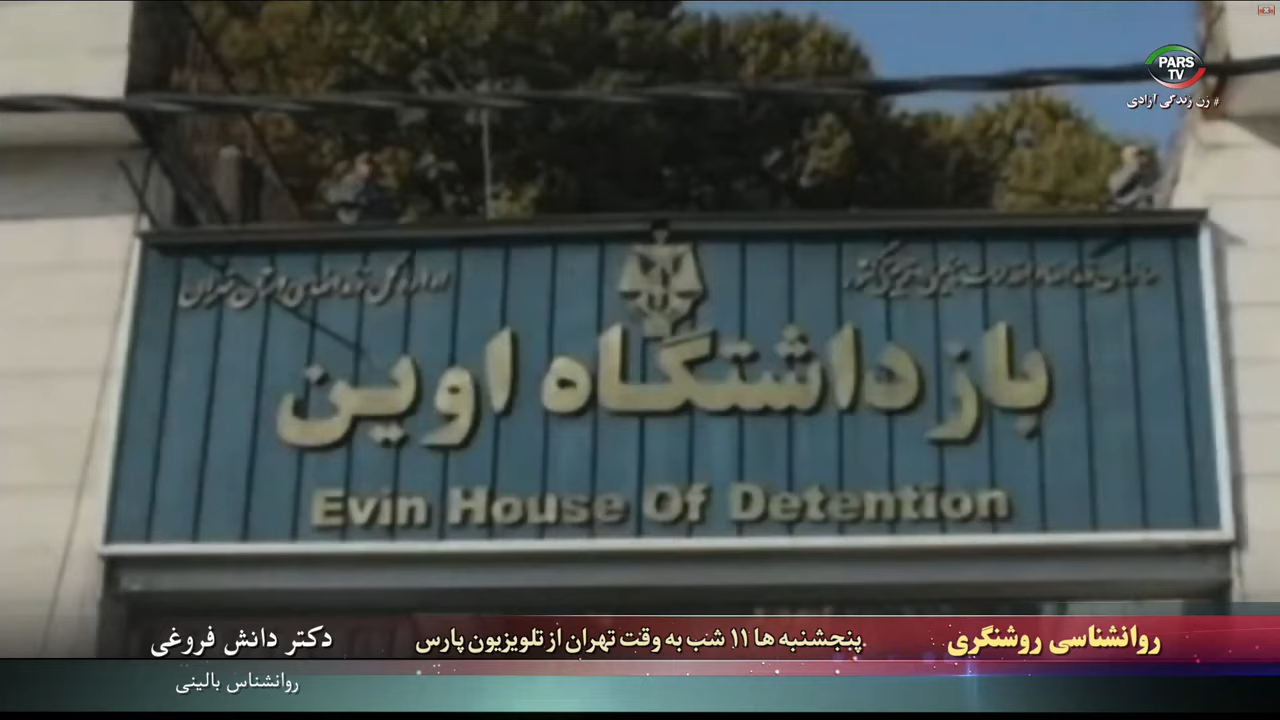 PARS
TV
# زن زندگی آزادی
بازداشتگاه اوین
Evin House Of Detention
روانشناسی روشنگری
پنجشنبه ها ۱۱ شب به وقت تهران از تلویزیون پارس
دکتر دانش فروغی
روانشناس بالینی